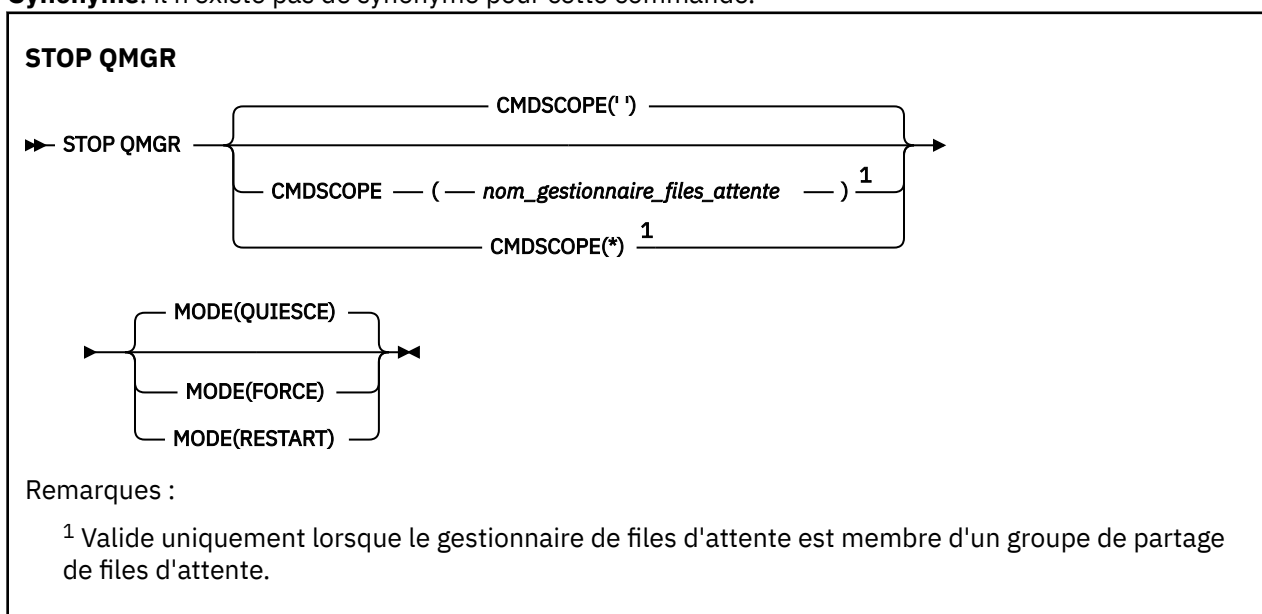 Synonyme: Il n'existe pas de synonyme pour cette commande.
STOP QMGR
CMDSCOPE(' ')
STOP QMGR
CMDSCOPE ( nom_gestionnaire_files_attente ) 1
CMDSCOPE(*) 1
MODE(QUIESCE)
MODE(FORCE)
MODE(RESTART)
Remarques :
1 Valide uniquement lorsque le gestionnaire de files d'attente est membre d'un groupe de partage
de files d'attente.